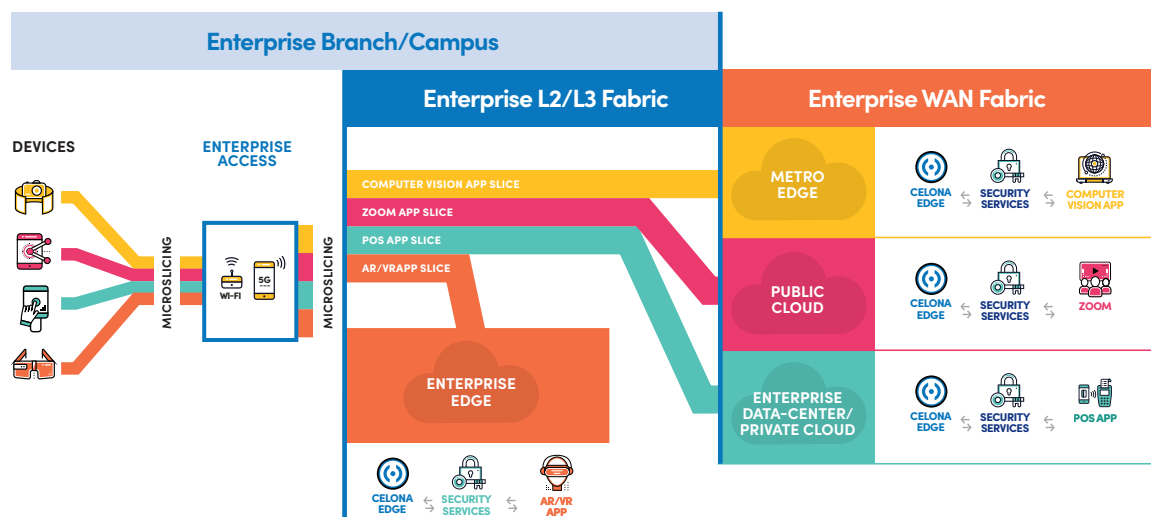 Enterprise Branch/Campus
Enterprise L2/L3 Fabric
Enterprise WAN Fabric
DEVICES
ENTERPRISE
ACCESS
MICROSLICING
WI-FI
5G
MICROSLICING
COMPUTER VISION APP SLICE
ZOOM APP SLICE
POS APP SLICE
AR/VRAPP SLICE
ENTERPRISE
EDGE
CELONA
EDGE
SECURITY
SERVICES
AR/VR
APP
METRO
EDGE
CELONA
EDGE
SECURITY
SERVICES
COMPUTER
VISION APP
PUBLIC
CLOUD
CELONA
EDGE
SECURITY
SERVICES
ZOOM
ENTERPRISE
DATA-CENTER/
PRIVATE CLOUD
CELONA
EDGE
SECURITY
SERVICES
POS APP